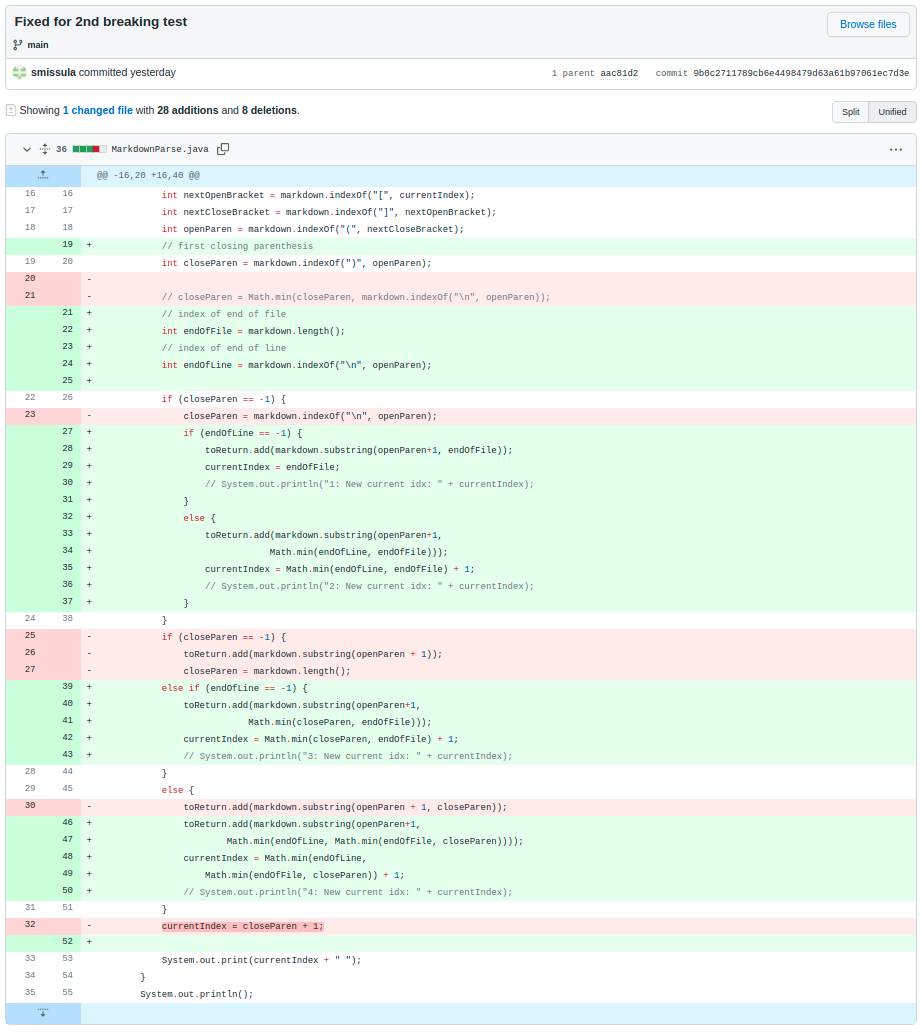 Fixed for 2nd breaking test
Browse files
main
smissula committed yesterday
1 parent aac81d2 commit 9b0c2711789cb6e4498479d63a61b97061ec7d3e
Showing 1 changed file with 28 additions and 8 deletions.
Split Unified
36 MarkdownParse.java
@@ -16,20 +16,40 @@
16 16 int nextOpenBracket = markdown.indexOf("[", currentIndex);
17 17 int nextCloseBracket = markdown.indexOf("]", nextOpenBracket);
18 18 int openParen = markdown.indexOf("(", nextCloseBracket);
19 + // first closing parenthesis
19 20 int closeParen = markdown.indexOf(")", openParen);
20 -
21 - // closeParen = Math.min(closeParen, markdown.indexOf("\n", openParen));
21 + // index of end of file
22 + int endOfFile = markdown.length();
23 + // index of end of line
24 + int endOfLine = markdown.indexOf("\n", openParen);
25 +
22 26 if (closeParen == -1) {
23 - closeParen = markdown.indexOf("\n", openParen);
27 + if (endOfLine == -1) {
28 + toReturn.add(markdown.substring(openParen+1, endOfFile));
29 + currentIndex = endOfFile;
30 + // System.out.println("1: New current idx: " + currentIndex);
31 + }
32 + else {
33 + toReturn.add(markdown.substring(openParen+1,
34 + Math.min(endOfLine, endOfFile)));
35 + currentIndex = Math.min(endOfLine, endOfFile) + 1;
36 + // System.out.println("2: New current idx: " + currentIndex);
37 + }
24 38 }
25 - if (closeParen == -1) {
26 - toReturn.add(markdown.substring(openParen + 1));
27 - closeParen = markdown.length();
39 + else if (endOfLine == -1) {
40 + toReturn.add(markdown.substring(openParen+1,
41 + Math.min(closeParen, endOfFile)));
42 + currentIndex = Math.min(closeParen, endOfFile) + 1;
43 + // System.out.println("3: New current idx: " + currentIndex);
28 44 }
29 45 else {
30 - toReturn.add(markdown.substring(openParen + 1, closeParen));
46 + toReturn.add(markdown.substring(openParen+1,
47 + Math.min(endOfLine, Math.min(endOfFile, closeParen))));
48 + currentIndex = Math.min(endOfLine,
49 + Math.min(endOfFile, closeParen)) + 1;
50 + // System.out.println("4: New current idx: " + currentIndex);
31 51 }
32 - currentIndex = closeParen + 1;
52 +
33 53 System.out.print(currentIndex + " ");
34 54 }
35 55 System.out.println();